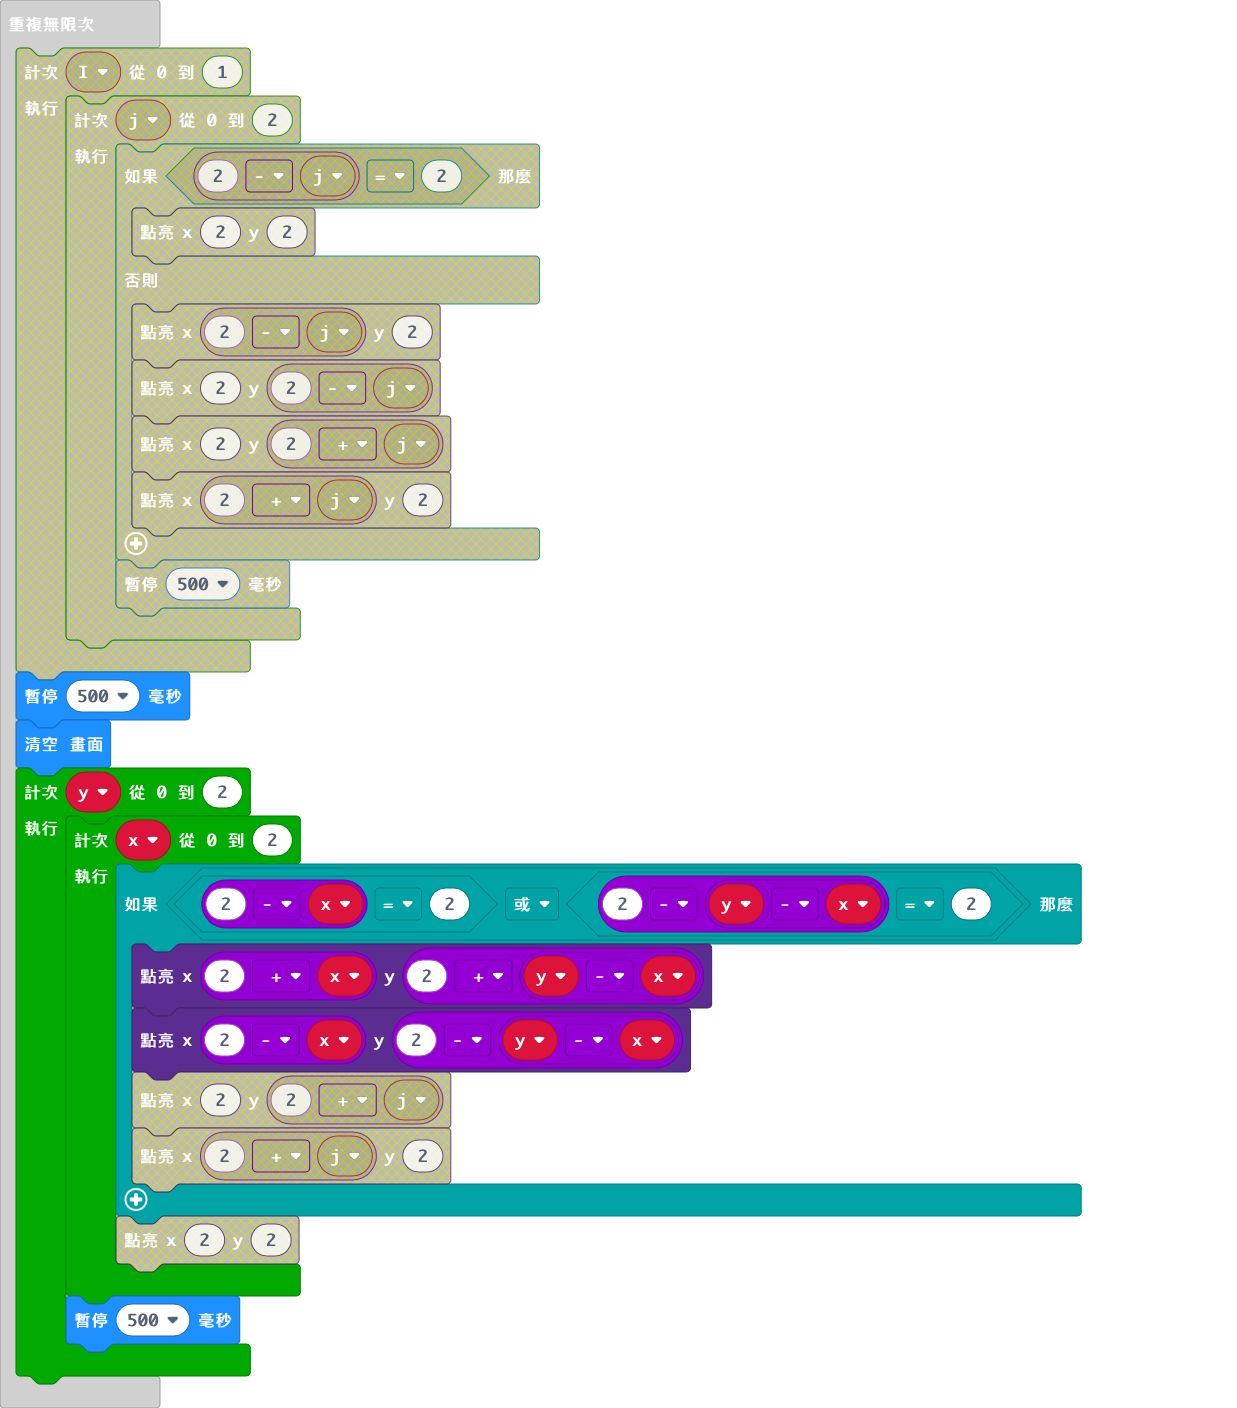 重複無限次
計次 I 從 0 到 1
執行
計次 j 從 0 到 2
執行
如果 2 - j = 2 那麼
點亮 x 2 y 2
否則
點亮 x 2 - j y 2
點亮 x 2 y 2 - j
點亮 x 2 y 2 + j
點亮 x 2 + j y 2
暫停 500 毫秒
暫停 500 毫秒
清空 畫面
計次 y 從 0 到 2
執行
計次 x 從 0 到 2
執行
如果 2 - x = 2 或 2 - y - x = 2 那麼
點亮 x 2 + x y 2 + y - x
點亮 x 2 - x y 2 - y - x
點亮 x 2 y 2 + j
點亮 x 2 + j y 2
點亮 x 2 y 2
暫停 500 毫秒